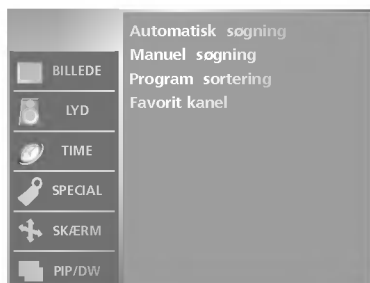 Automatisk søgning
Manuel søgning
Program sortering
Favorit kanel
BILLEDE
LYD
TIME
SPECIAL
SKÆRM
PIP/DW